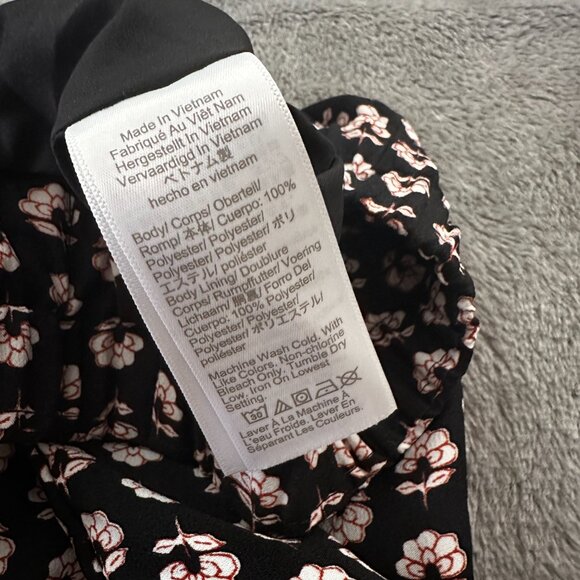 Made In Vietnam
Fabriqué Au Viêt Nam
Hergestellt In Vietnam
Vervaardigd In Vietnam
ベトナム製
hecho en vietnam
Body/ Corps/ Oberteil/
Romp/ 本体/ Cuerpo: 100%
Polyester/ Polyester/
Polyester/ Polyester/ ポリ
エステル/ poliéster
Body Lining/ Doublure
Corps/ Rumpffutter/ Voering
Lichaam/ 胴裏/ Forro Del
Cuerpo: 100% Polyester/
Polyester/ Polyester/
Polyester/ ポリエステル/
poliéster
Machine Wash Cold. With
Like Colors. Non-chlorine
Bleach Only. Tumble Dry
Low. Iron On Lowest
Setting.
Laver À La Machine À
L'eau Froide. Laver En
Séparant Les Couleurs.